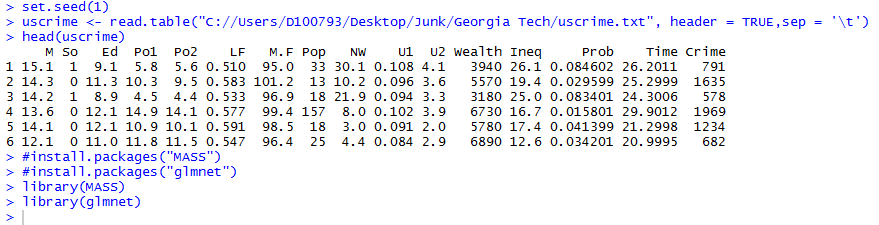 > set.seed(1)
> uscrime <- read.table("C://Users/D100793/Desktop/Junk/Georgia Tech/uscrime.txt", header = TRUE,sep = '\t')
> head(uscrime)
     M So   Ed  Po1  Po2    LF   M.F Pop   NW    U1  U2 Wealth Ineq     Prob    Time Crime
1 15.1  1  9.1  5.8  5.6 0.510  95.0  33 30.1 0.108 4.1   3940 26.1 0.084602 26.2011   791
2 14.3  0 11.3 10.3  9.5 0.583 101.2  13 10.2 0.096 3.6   5570 19.4 0.029599 25.2999  1635
3 14.2  1  8.9  4.5  4.4 0.533  96.9  18 21.9 0.094 3.3   3180 25.0 0.083401 24.3006   578
4 13.6  0 12.1 14.9 14.1 0.577  99.4 157  8.0 0.102 3.9   6730 16.7 0.015801 29.9012  1969
5 14.1  0 12.1 10.9 10.1 0.591  98.5  18  3.0 0.091 2.0   5780 17.4 0.041399 21.2998  1234
6 12.1  0 11.0 11.8 11.5 0.547  96.4  25  4.4 0.084 2.9   6890 12.6 0.034201 20.9995   682
> #install.packages("MASS")
> #install.packages("glmnet")
> library(MASS)
> library(glmnet)
>